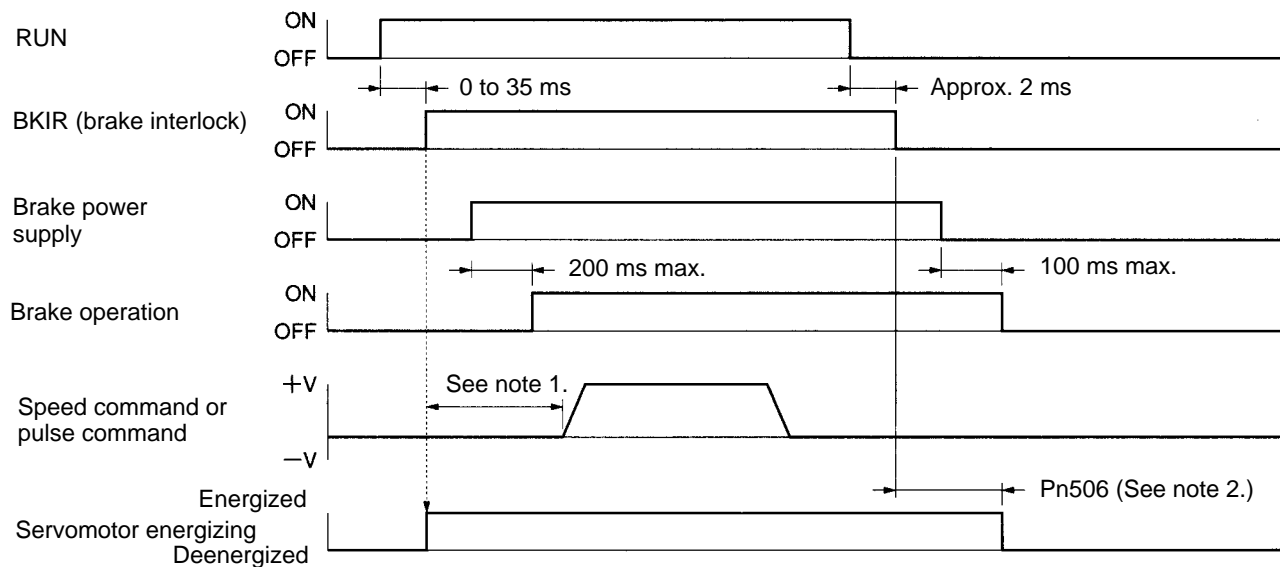 RUN
ON
OFF
0 to 35 ms
Approx. 2 ms
BKIR (brake interlock)
ON
OFF
Brake power
supply
ON
OFF
200 ms max.
100 ms max.
Brake operation
ON
OFF
Speed command or
pulse command
+V
−V
See note 1.
Pn506 (See note 2.)
Energized
Servomotor energizing
Deenergized